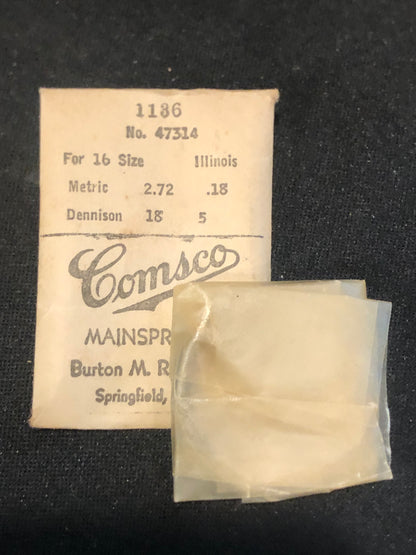 1136
No. 47314
For 16 Size Illinois
Metric 2.72 .18
Dennison 18 5
Comsco
MAINSPR
Burton M. R
Springfield,